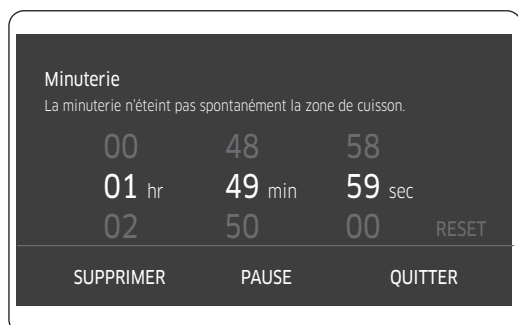 Minuterie
La minuterie n'éteint pas spontanément la zone de cuisson.
00 48 58
01 hr 49 min 59 sec
02 50 00 RESET
SUPPRIMER PAUSE QUITTER